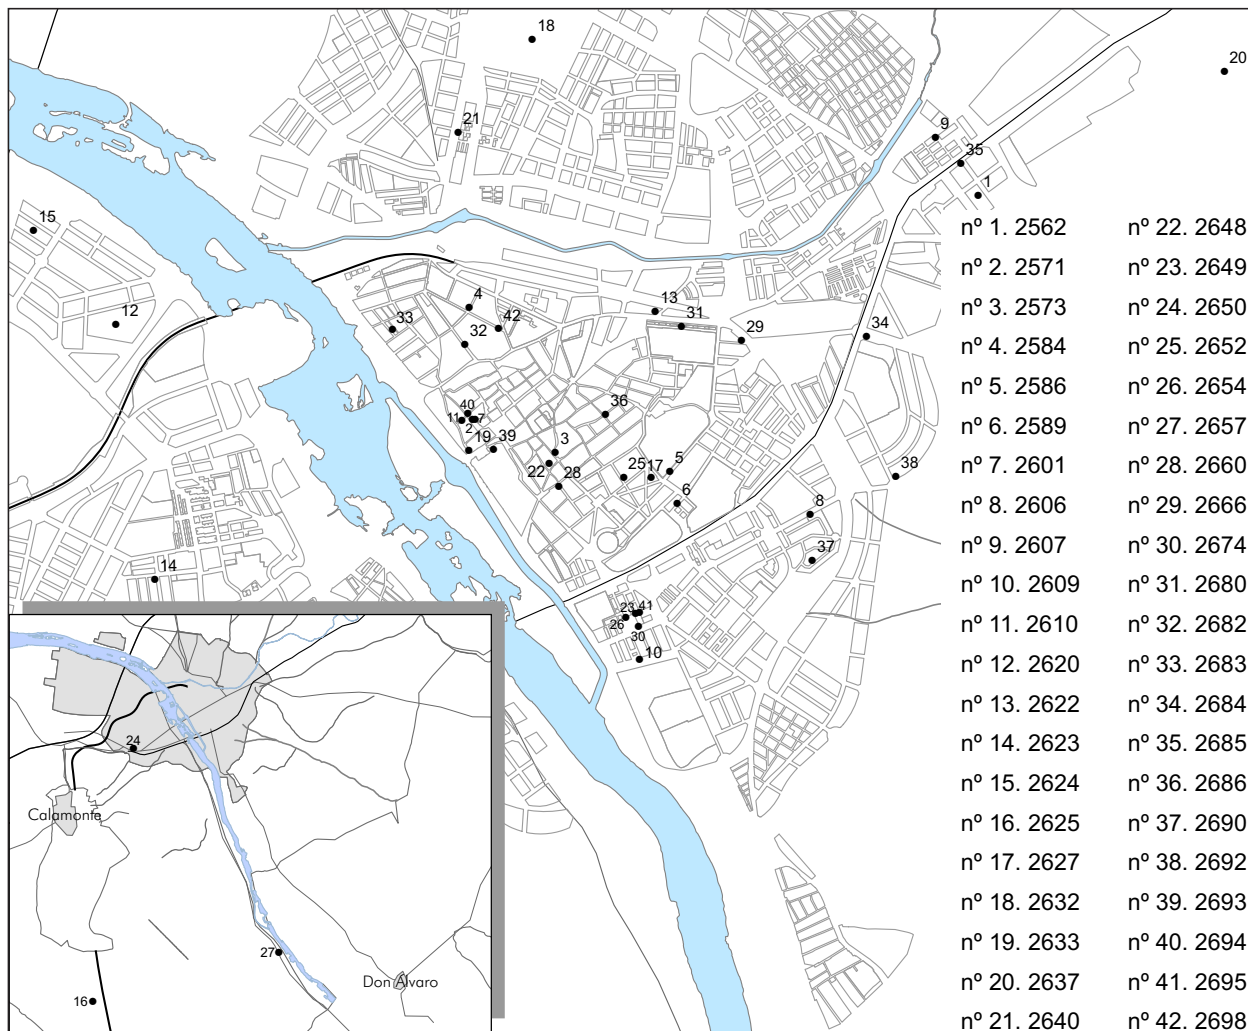 18
20
21
9
35
1
15
12
4
13
33
42
31
32
29
34
40
11
7
2
36
19
39
3
22
28
25
17
5
38
6
8
37
14
23
41
26
30
10
24
Calamonte
27
Don Alvaro
16
nº 1. 2562
nº 2. 2571
nº 3. 2573
nº 4. 2584
nº 5. 2586
nº 6. 2589
nº 7. 2601
nº 8. 2606
nº 9. 2607
nº 10. 2609
nº 11. 2610
nº 12. 2620
nº 13. 2622
nº 14. 2623
nº 15. 2624
nº 16. 2625
nº 17. 2627
nº 18. 2632
nº 19. 2633
nº 20. 2637
nº 21. 2640
nº 22. 2648
nº 23. 2649
nº 24. 2650
nº 25. 2652
nº 26. 2654
nº 27. 2657
nº 28. 2660
nº 29. 2666
nº 30. 2674
nº 31. 2680
nº 32. 2682
nº 33. 2683
nº 34. 2684
nº 35. 2685
nº 36. 2686
nº 37. 2690
nº 38. 2692
nº 39. 2693
nº 40. 2694
nº 41. 2695
nº 42. 2698